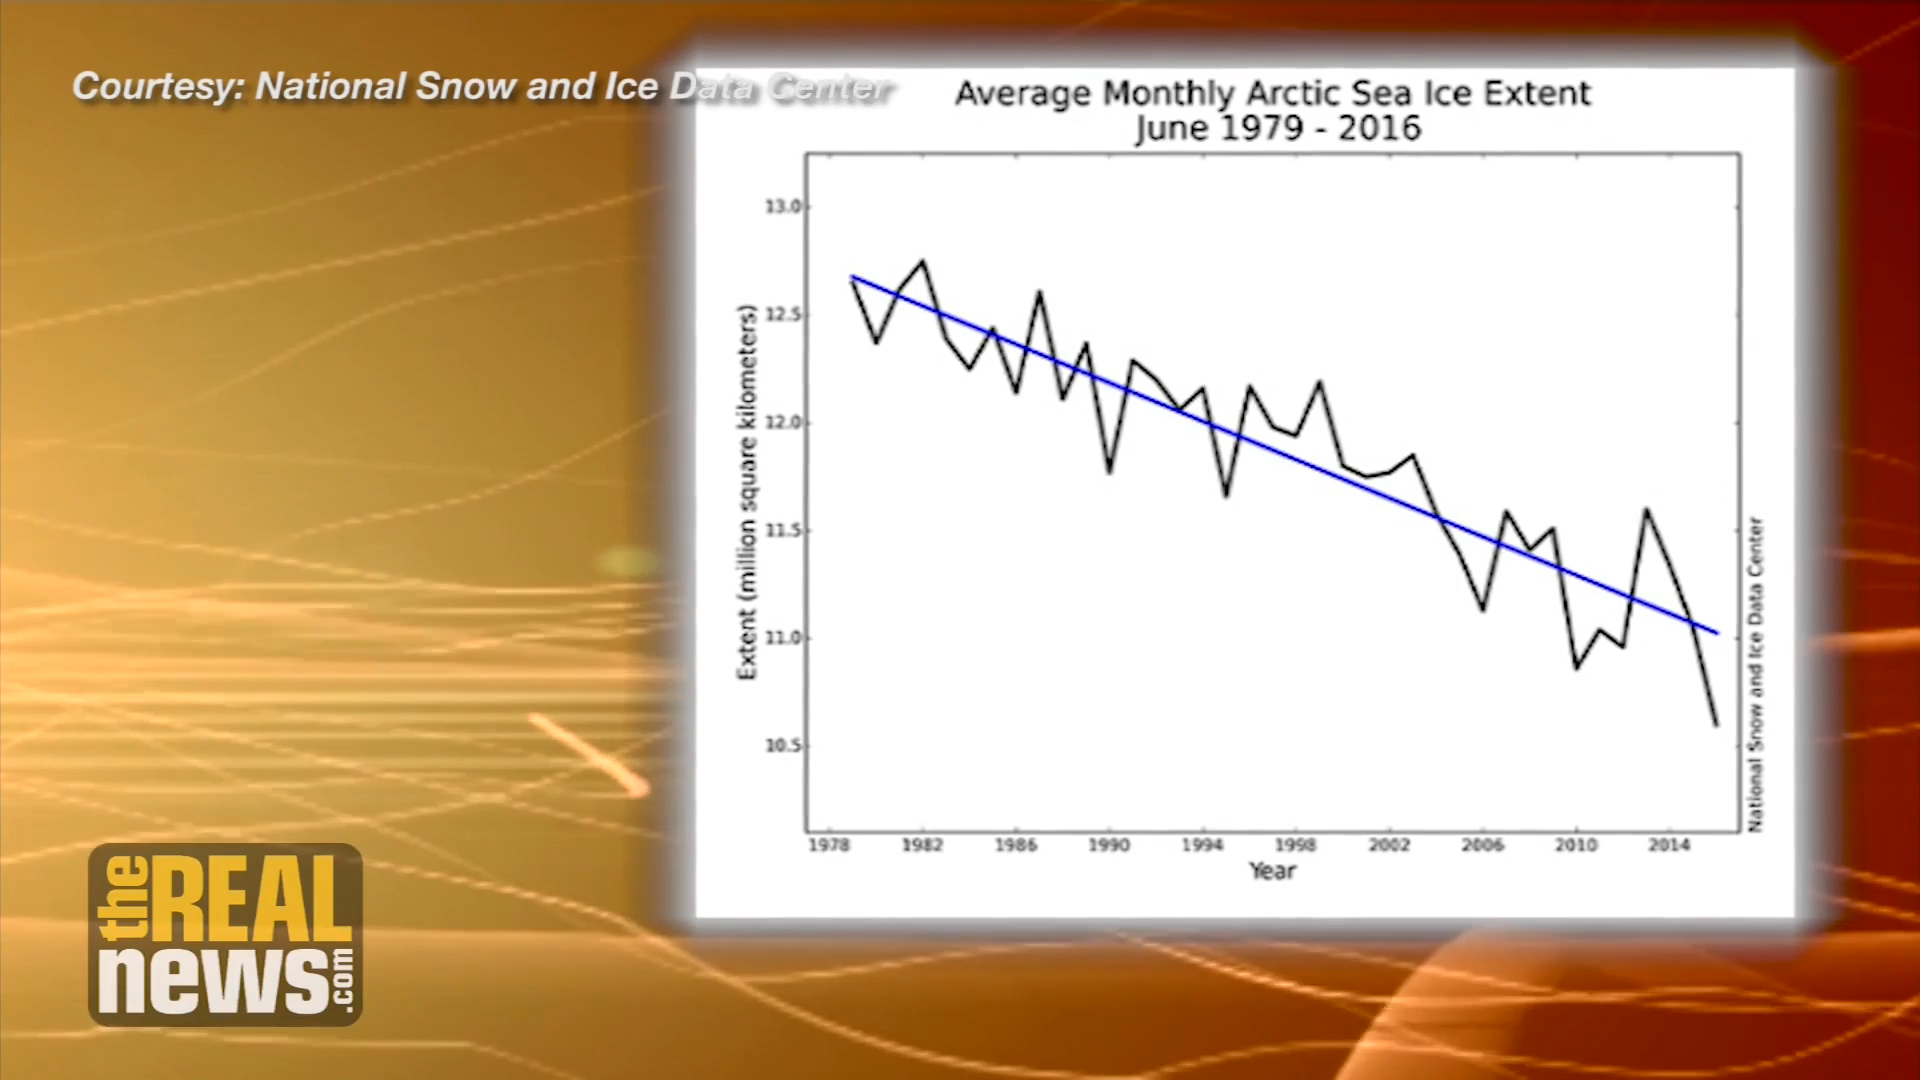 Courtesy: National Snow and Ice Data Center
Average Monthly Arctic Sea Ice Extent
June 1979 - 2016
Extent (million square kilometers)
13.0
12.5
12.0
11.5
11.0
10.5
1978 1982 1986 1990 1994 1998 2002 2006 2010 2014
Year
National Snow and Ice Data Center
the REAL
news.com